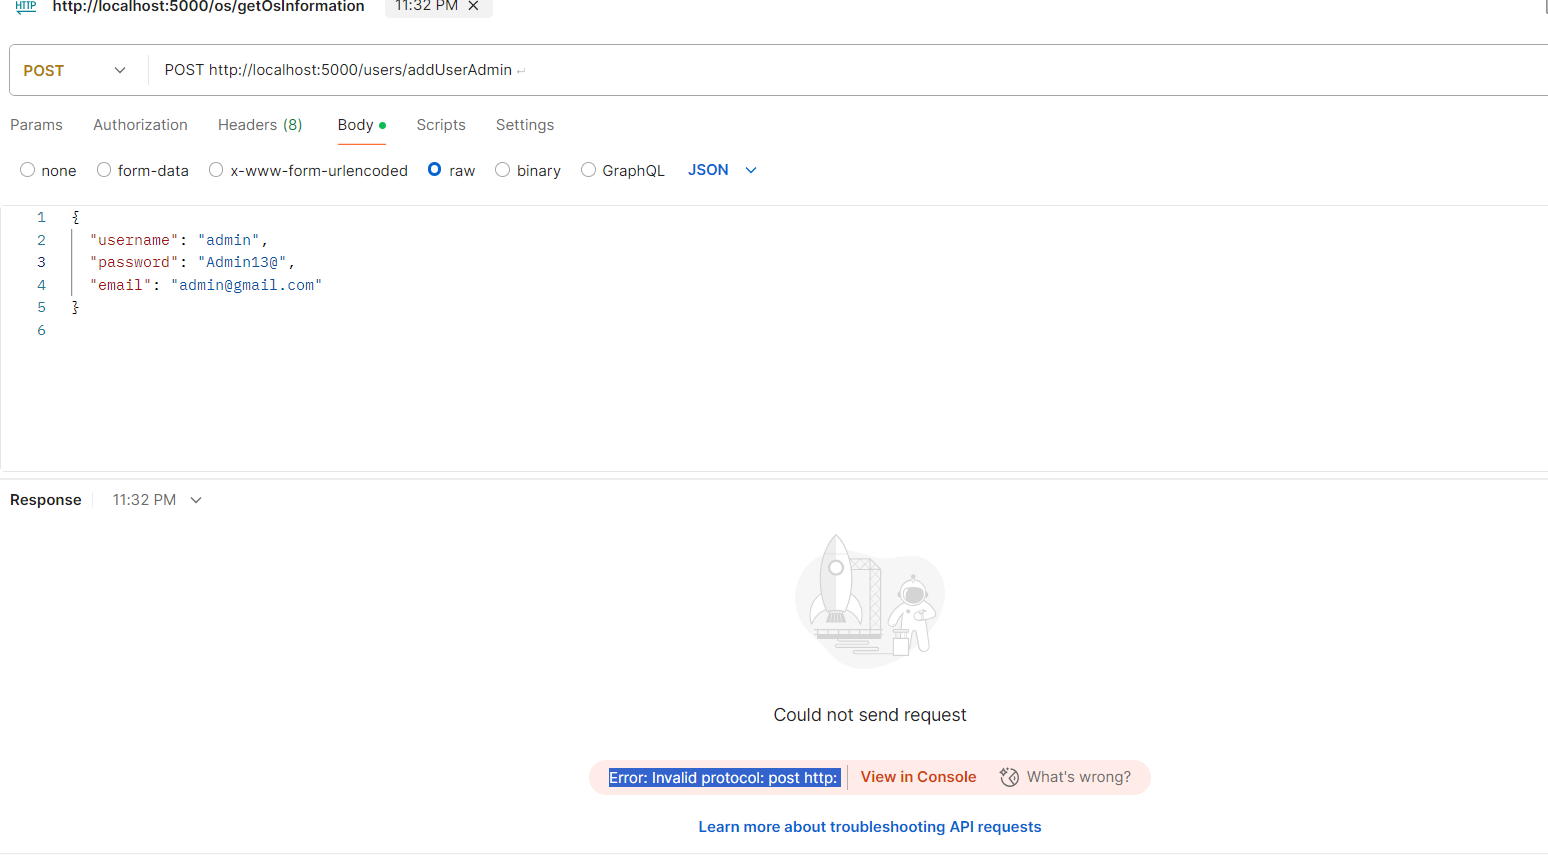 HTTP http://localhost:5000/os/getOsInformation 11:32 PM
POST POST http://localhost:5000/users/addUserAdmin
Params Authorization Headers (8) Body Scripts Settings
none form-data x-www-form-urlencoded raw binary GraphQL JSON
1 {
2 "username": "admin",
3 "password": "Admin13@",
4 "email": "admin@gmail.com"
5 }
6
Response 11:32 PM
Could not send request
Error: Invalid protocol: post http: View in Console What's wrong?
Learn more about troubleshooting API requests